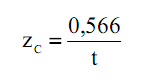 z_C = 0,566 / t